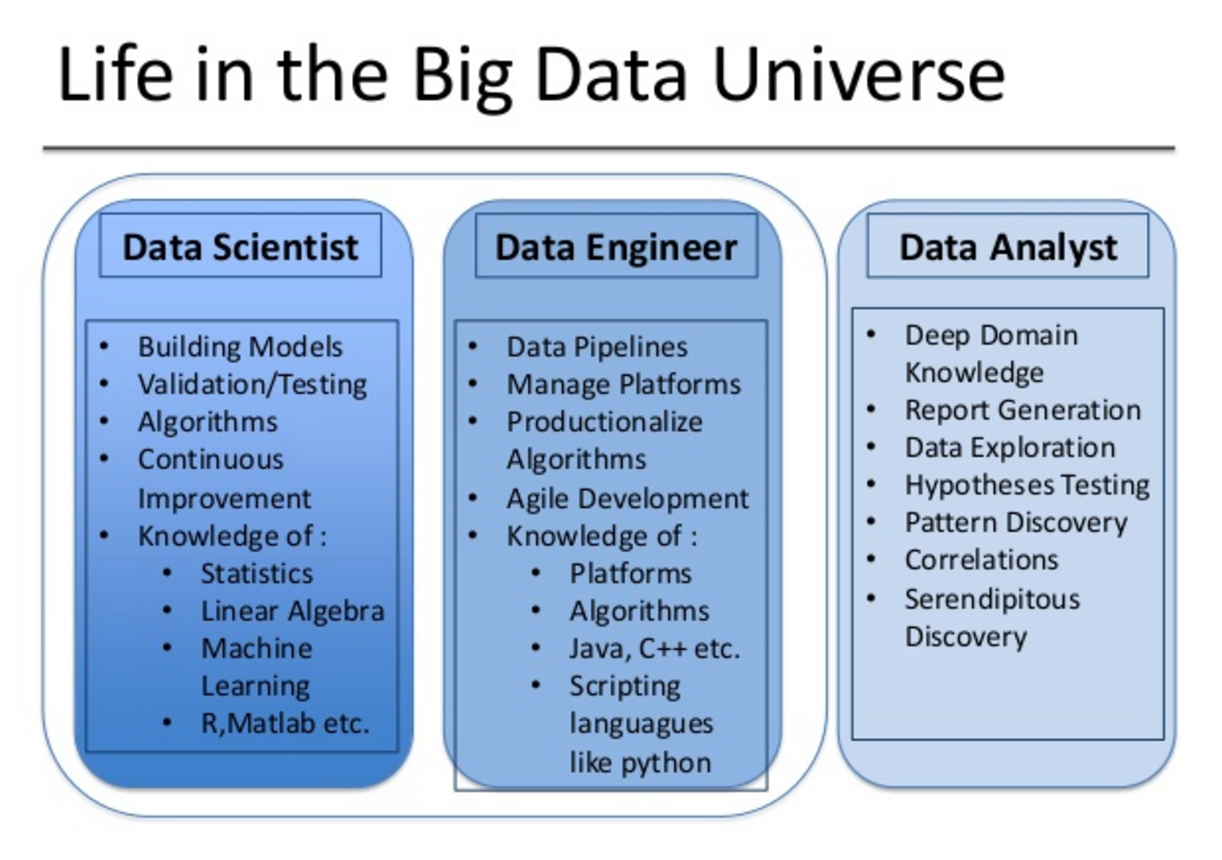 Life in the Big Data Universe
Data Scientist
• Building Models
• Validation/Testing
• Algorithms
• Continuous
Improvement
• Knowledge of :
• Statistics
• Linear Algebra
• Machine
Learning
• R,Matlab etc.
Data Engineer
• Data Pipelines
• Manage Platforms
• Productionalize
Algorithms
• Agile Development
• Knowledge of :
• Platforms
• Algorithms
• Java, C++ etc.
• Scripting
languagues
like python
Data Analyst
• Deep Domain
Knowledge
• Report Generation
• Data Exploration
• Hypotheses Testing
• Pattern Discovery
• Correlations
• Serendipitous
Discovery